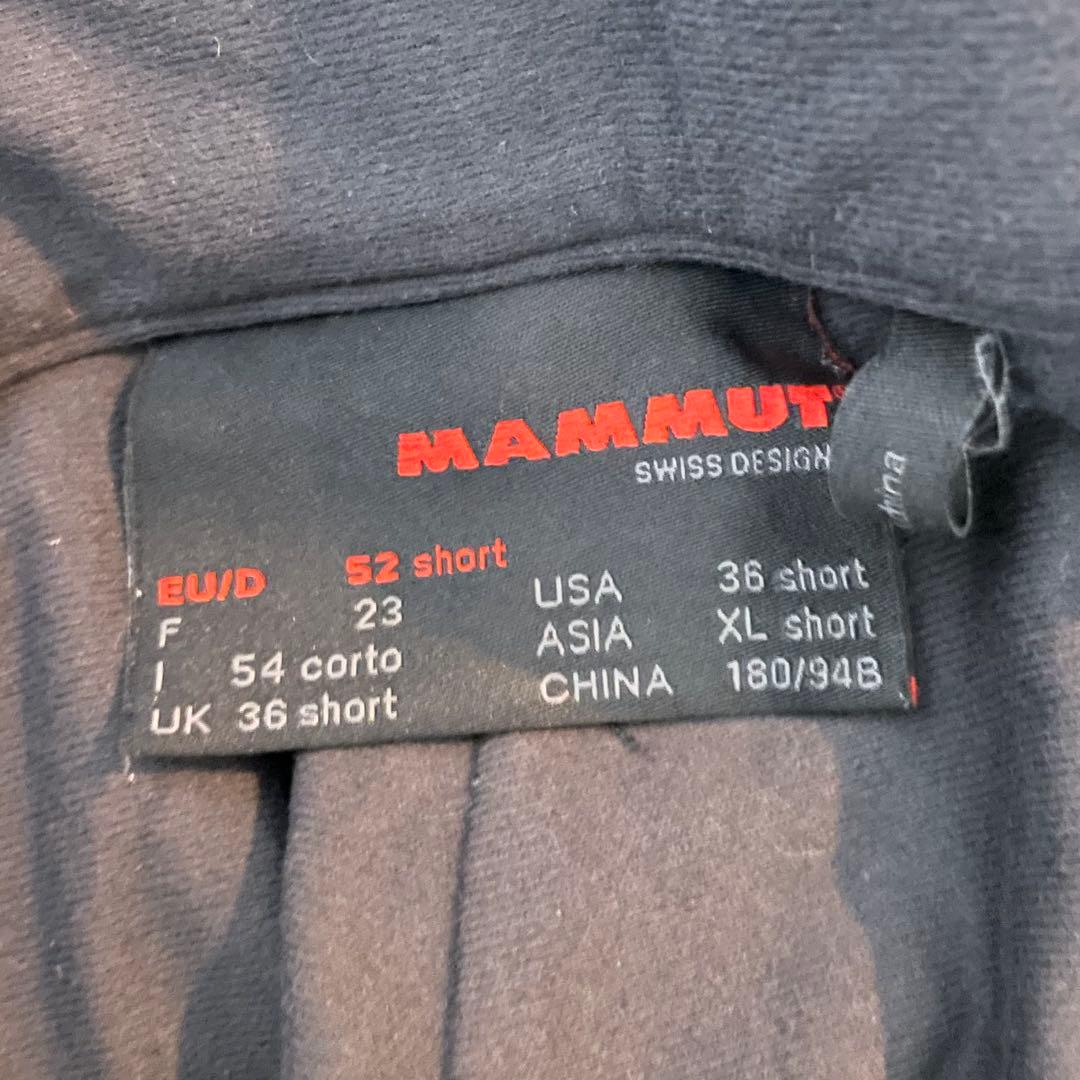 MAMMUT
SWISS DESIGN
EU/D 52 short
F 23
I 54 corto
UK 36 short
USA 36 short
ASIA XL short
CHINA 180/94B